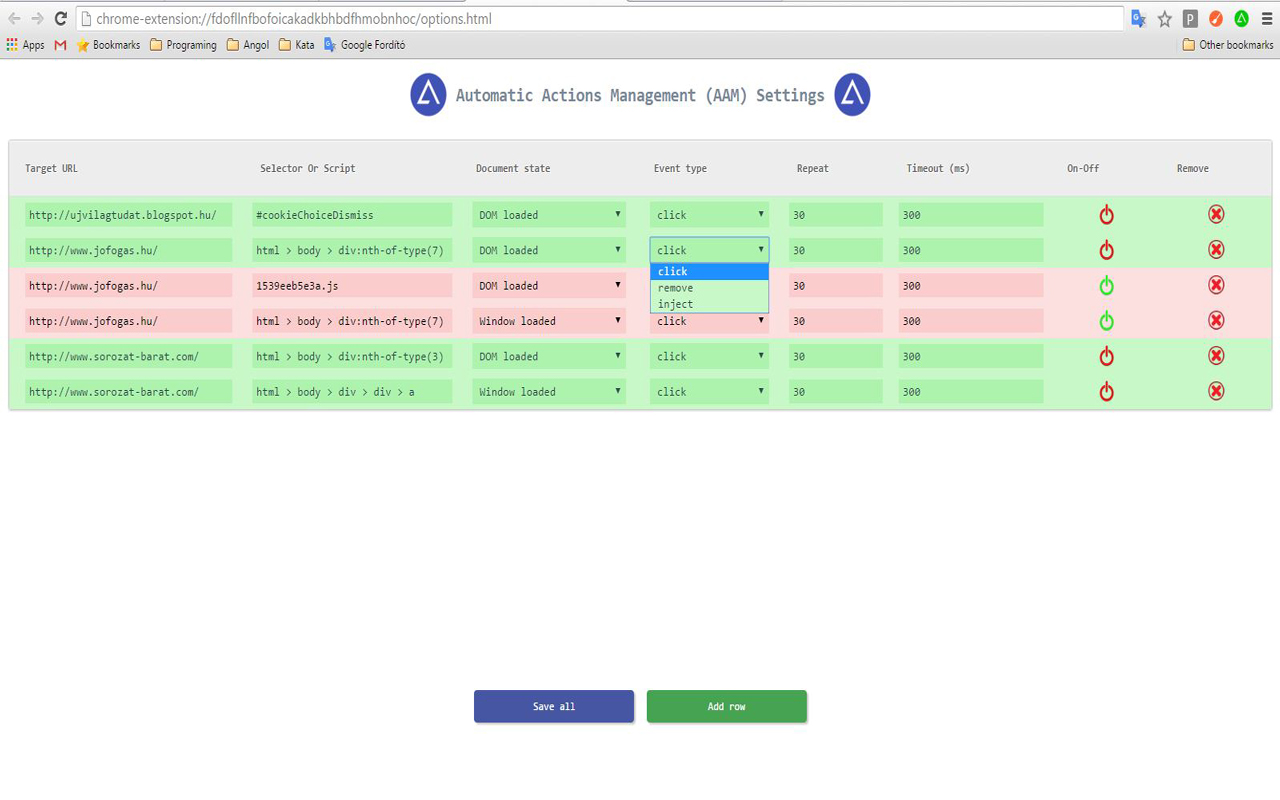 chrome-extension://fdofllnfbofoicakadkbhbdfhmobnhoc/options.html P
Apps Bookmarks Programing Angol Kata Google Fordító Other bookmarks
Automatic Actions Management (AAM) Settings
Target URL Selector Or Script Document state Event type Repeat Timeout (ms) On-Off Remove
http://ujvilagtudat.blogspot.hu/ #cookieChoiceDismiss DOM loaded click 30 300
http://www.jofogas.hu/ html > body > div:nth-of-type(7) DOM loaded click 30 300
click
http://www.jofogas.hu/ 1539eeb5e3a.js DOM loaded remove 30 300
inject
http://www.jofogas.hu/ html > body > div:nth-of-type(7) Window loaded click 30 300
http://www.sorozat-barat.com/ html > body > div:nth-of-type(3) DOM loaded click 30 300
http://www.sorozat-barat.com/ html > body > div > div > a Window loaded click 30 300
Save all Add row